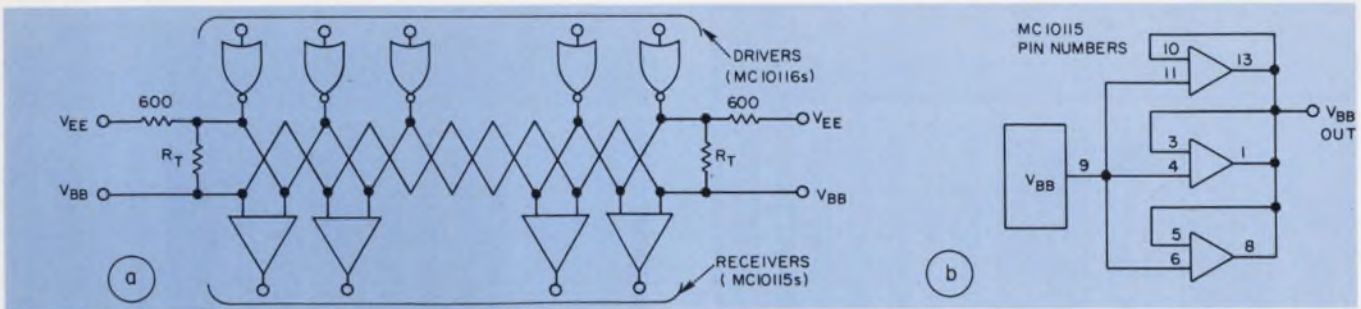 DRIVERS
(MC10116s)
600
600
VEE
VEE
RT
RT
VBB
VBB
RECEIVERS
(MC10115s)
a
MC10115
PIN NUMBERS
10
13
11
VBB
OUT
3
1
9
4
VBB
5
8
6
b